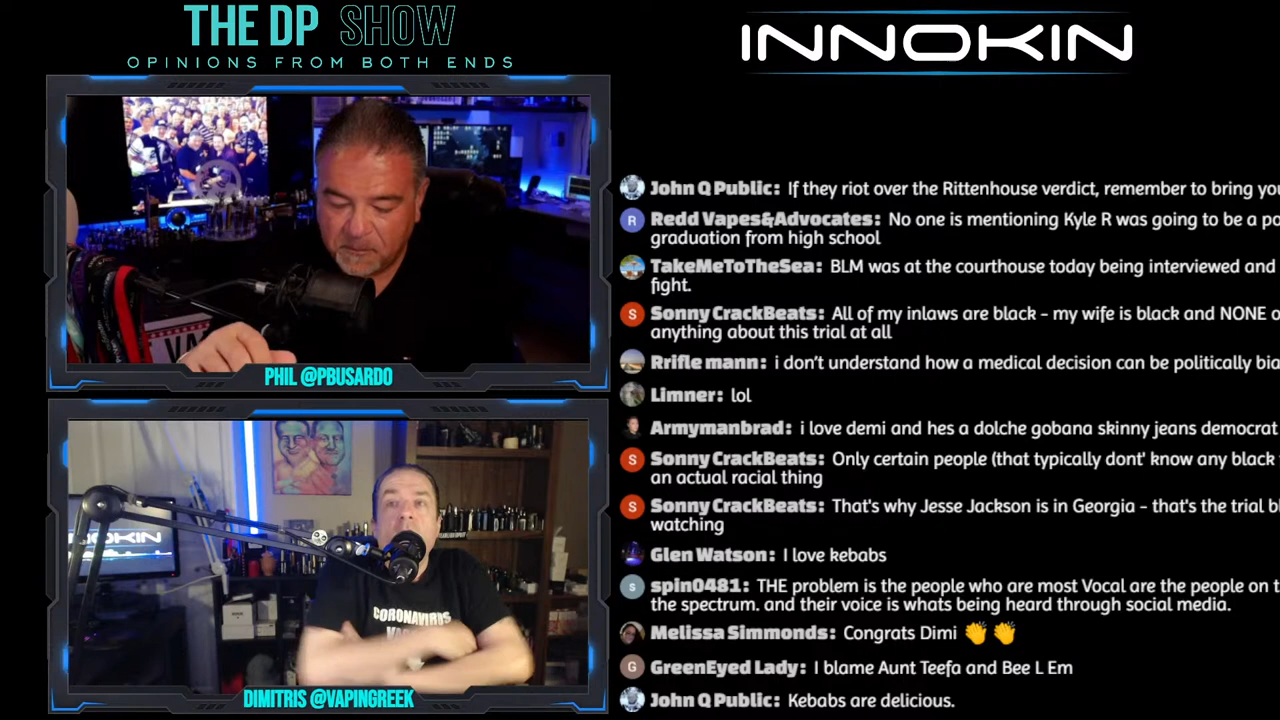 THE DP SHOW
OPINIONS FROM BOTH ENDS
INNOKIN
PHIL @PBUSARDO
INNOKIN
CORONAVIRUS
DIMITRIS @VAPINGREEK
John Q Public: If they riot over the Rittenhouse verdict, remember to bring
R
Redd Vapes&Advocates: No one is mentioning Kyle R was going to be a
graduation from high school
TakeMeToTheSea: BLM was at the courthouse today being interviewed and
fight.
S
Sonny CrackBeats: All of my inlaws are black - my wife is black and NONE
anything about this trial at all
Rrifle mann: i don't understand how a medical decision can be politically
Limner: lol
Armymanbrad: i love demi and hes a dolche gobana skinny jeans democrat
S
Sonny CrackBeats: Only certain people (that typically dont' know any black
an actual racial thing
S
Sonny CrackBeats: That's why Jesse Jackson is in Georgia - that's the trial
watching
Glen Watson: I love kebabs
S
spin0481: THE problem is the people who are most Vocal are the people on
the spectrum. and their voice is whats being heard through social media.
Melissa Simmonds: Congrats Dimi 👏 👏
G
GreenEyed Lady: I blame Aunt Teefa and Bee L Em
John Q Public: Kebabs are delicious.